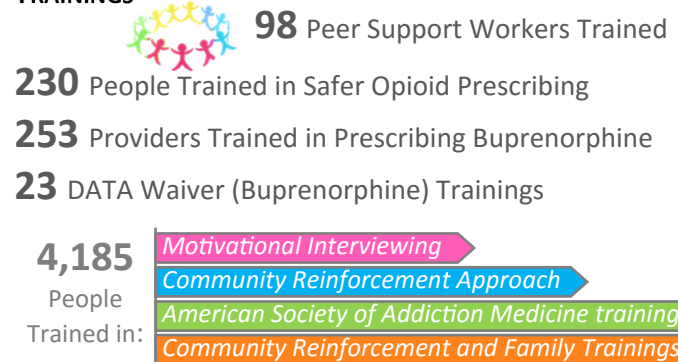 TRAININGS
98 Peer Support Workers Trained
230 People Trained in Safer Opioid Prescribing
253 Providers Trained in Prescribing Buprenorphine
23 DATA Waiver (Buprenorphine) Trainings
4,185
People
Trained in:
Motivational Interviewing
Community Reinforcement Approach
American Society of Addiction Medicine training
Community Reinforcement and Family Trainings